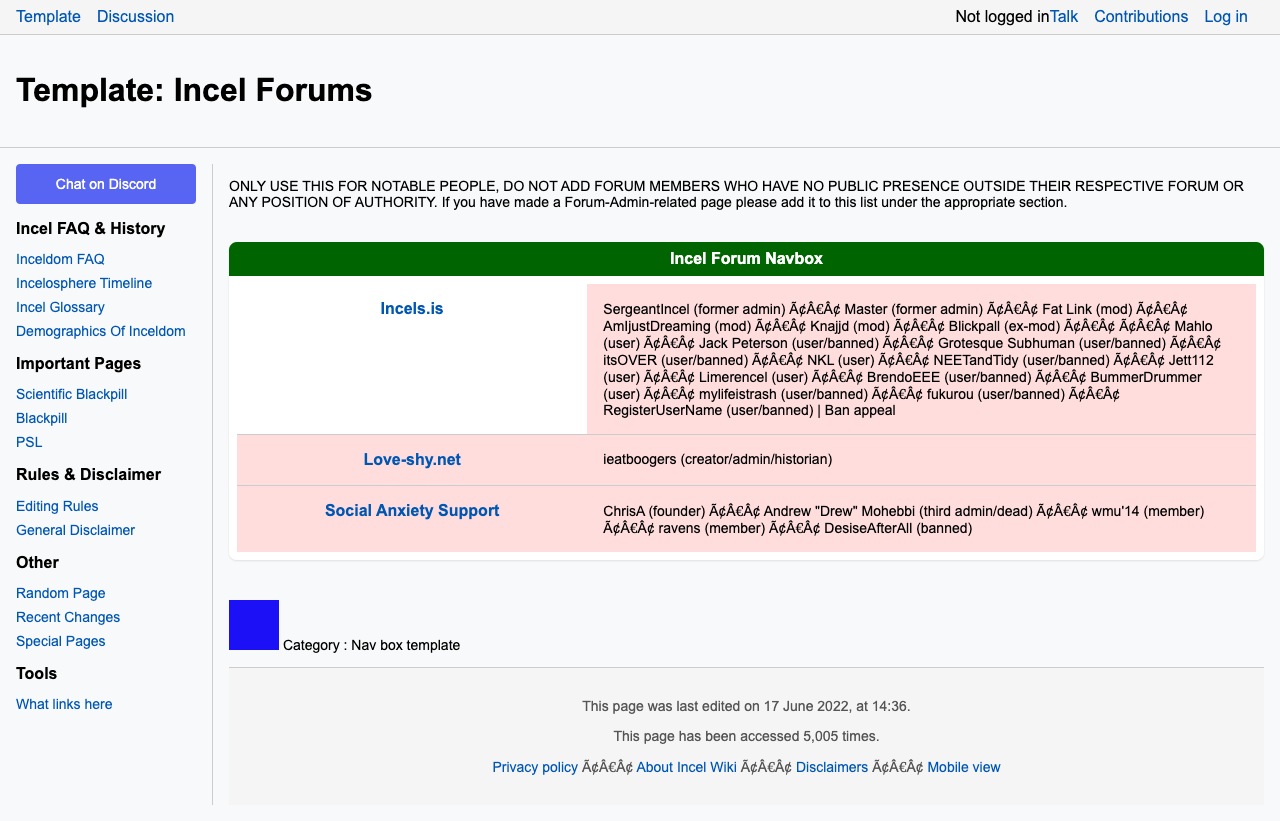 Template Discussion Not logged in Talk Contributions Log in
Template: Incel Forums
Chat on Discord
Incel FAQ & History
Inceldom FAQ
Incelosphere Timeline
Incel Glossary
Demographics Of Inceldom
Important Pages
Scientific Blackpill
Blackpill
PSL
Rules & Disclaimer
Editing Rules
General Disclaimer
Other
Random Page
Recent Changes
Special Pages
Tools
What links here
ONLY USE THIS FOR NOTABLE PEOPLE, DO NOT ADD FORUM MEMBERS WHO HAVE NO PUBLIC PRESENCE OUTSIDE THEIR RESPECTIVE FORUM OR
ANY POSITION OF AUTHORITY. If you have made a Forum-Admin-related page please add it to this list under the appropriate section.
Incel Forum Navbox
Incels.is
SergeantIncel (former admin) Ã¢Â€Â¢ Master (former admin) Ã¢Â€Â¢ Fat Link (mod) Ã¢Â€Â¢
AmIjustDreaming (mod) Ã¢Â€Â¢ Knajjd (mod) Ã¢Â€Â¢ Blickpall (ex-mod) Ã¢Â€Â¢ Ã¢Â€Â¢ Mahlo
(user) Ã¢Â€Â¢ Jack Peterson (user/banned) Ã¢Â€Â¢ Grotesque Subhuman (user/banned) Ã¢Â€Â¢
itsOVER (user/banned) Ã¢Â€Â¢ NKL (user) Ã¢Â€Â¢ NEETandTidy (user/banned) Ã¢Â€Â¢ Jett112
(user) Ã¢Â€Â¢ Limerencel (user) Ã¢Â€Â¢ BrendoEEE (user/banned) Ã¢Â€Â¢ BummerDrummer
(user) Ã¢Â€Â¢ mylifeistrash (user/banned) Ã¢Â€Â¢ fukurou (user/banned) Ã¢Â€Â¢
RegisterUserName (user/banned) | Ban appeal
Love-shy.net
ieatboogers (creator/admin/historian)
Social Anxiety Support
ChrisA (founder) Ã¢Â€Â¢ Andrew "Drew" Mohebbi (third admin/dead) Ã¢Â€Â¢ wmu'14 (member)
Ã¢Â€Â¢ ravens (member) Ã¢Â€Â¢ DesiseAfterAll (banned)
Category : Nav box template
This page was last edited on 17 June 2022, at 14:36.
This page has been accessed 5,005 times.
Privacy policy Ã¢Â€Â¢ About Incel Wiki Ã¢Â€Â¢ Disclaimers Ã¢Â€Â¢ Mobile view